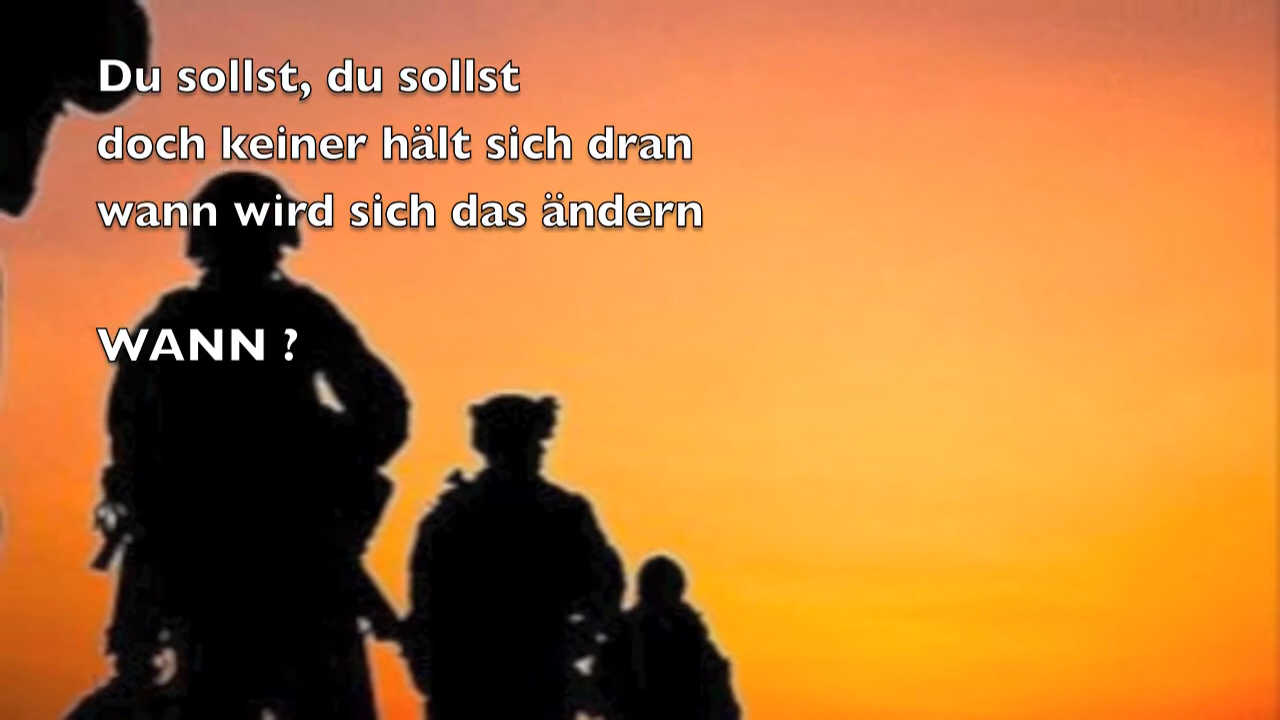 Du sollst, du sollst
doch keiner hält sich dran
wann wird sich das ändern
WANN ?